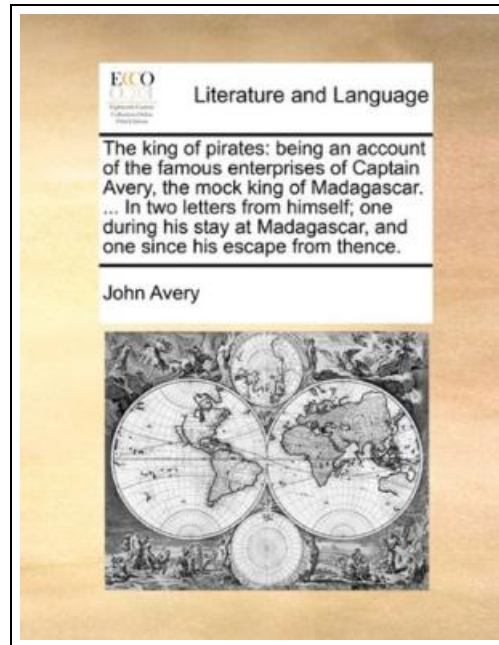 ECCO
Literature and Language
The king of pirates: being an account
of the famous enterprises of Captain
Avery, the mock king of Madagascar.
... In two letters from himself; one
during his stay at Madagascar, and
one since his escape from thence.
John Avery